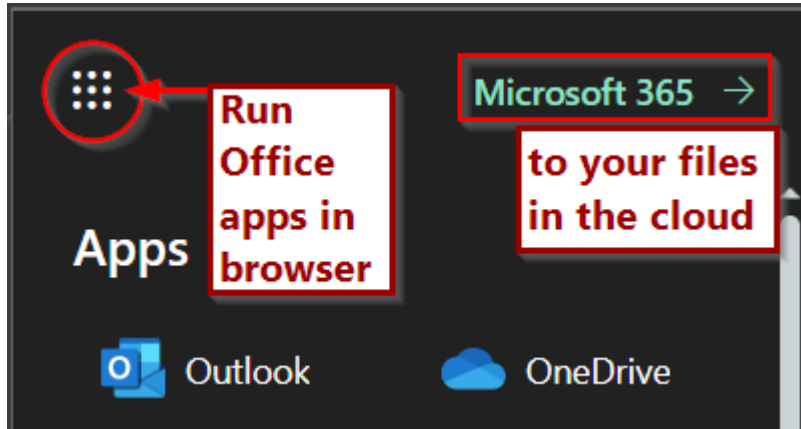 Microsoft 365 →
Run
Office
apps in
browser
to your files
in the cloud
Apps
Outlook
OneDrive